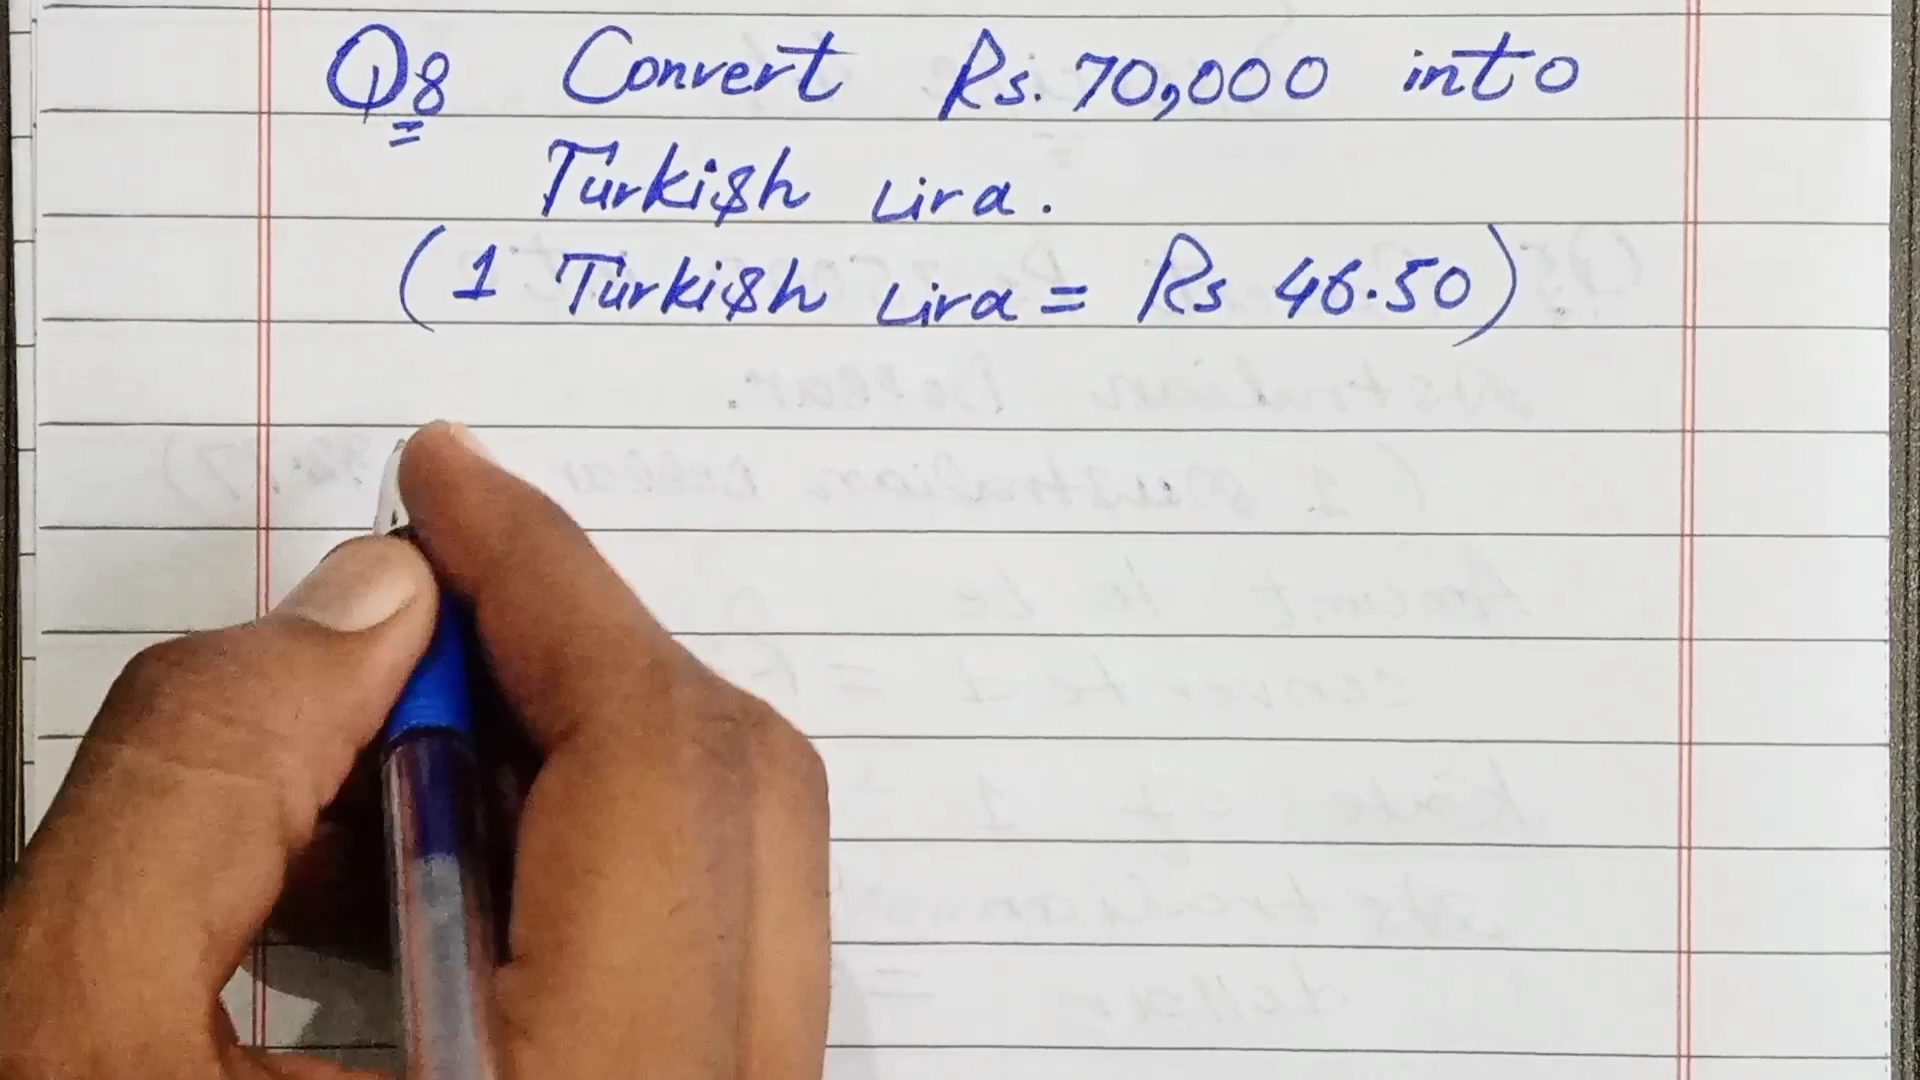 Q8 Convert Rs. 70,000 into
Turkish Lira.
(1 Turkish Lira = Rs 46.50)